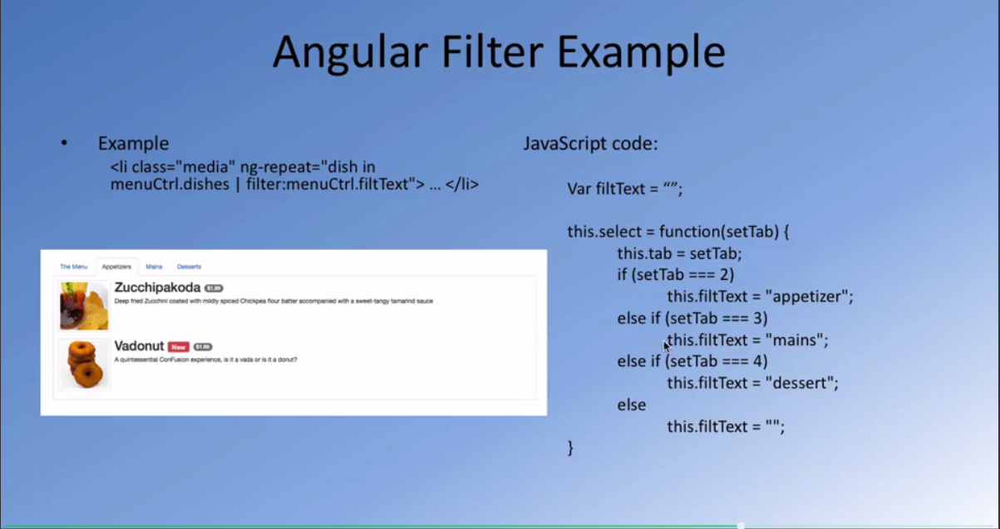 Angular Filter Example
• Example
<li class="media" ng-repeat="dish in
menuCtrl.dishes | filter:menuCtrl.filtText"> ... </li>
The Menu Appetizers Mains Desserts
Zucchipakoda $1.99
Deep fried Zucchini coated with mildly spiced Chickpea flour batter accompanied with a sweet-tangy tamarind sauce
Vadonut New $1.99
A quintessential ConFusion experience, is it a vada or is it a donut?
JavaScript code:
Var filtText = “”;
this.select = function(setTab) {
this.tab = setTab;
if (setTab === 2)
this.filtText = "appetizer";
else if (setTab === 3)
this.filtText = "mains";
else if (setTab === 4)
this.filtText = "dessert";
else
this.filtText = "";
}